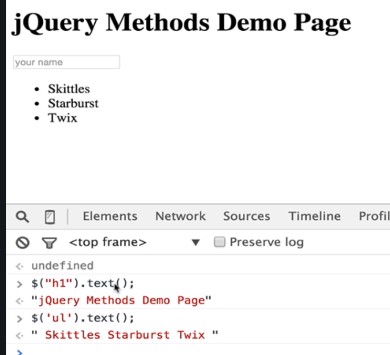 jQuery Methods Demo Page
your name
Skittles
Starburst
Twix
Elements Network Sources Timeline Profil
<top frame> ▼ Preserve log
undefined
> $("h1").text();
"jQuery Methods Demo Page"
> $('ul').text();
" Skittles Starburst Twix "
>